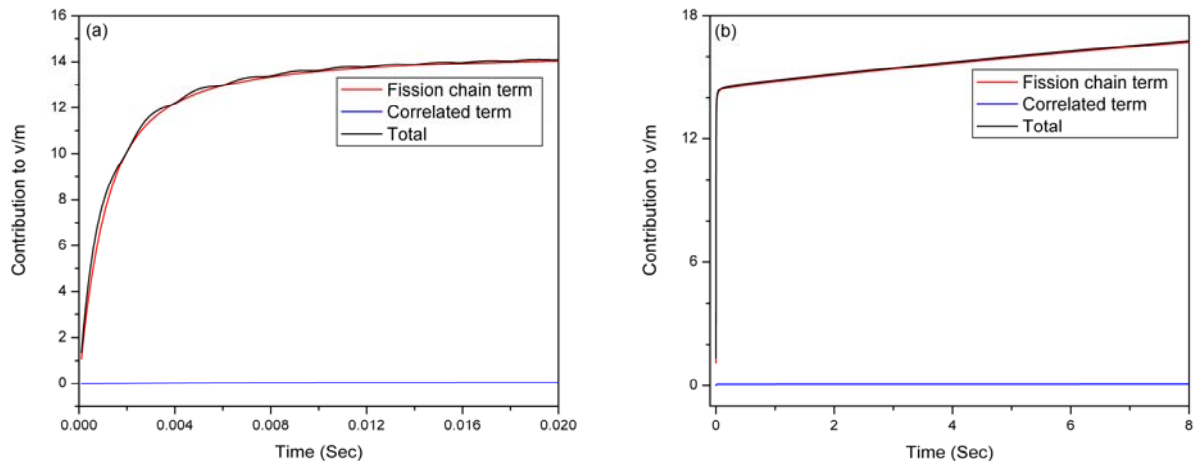 (a)
Contribution to v/m
16
14
12
10
8
6
4
2
0
Fission chain term
Correlated term
Total
0.000 0.004 0.008 0.012 0.016 0.020
Time (Sec)
(b)
Contribution to v/m
18
12
6
0
Fission chain term
Correlated term
Total
0 2 4 6 8
Time (Sec)